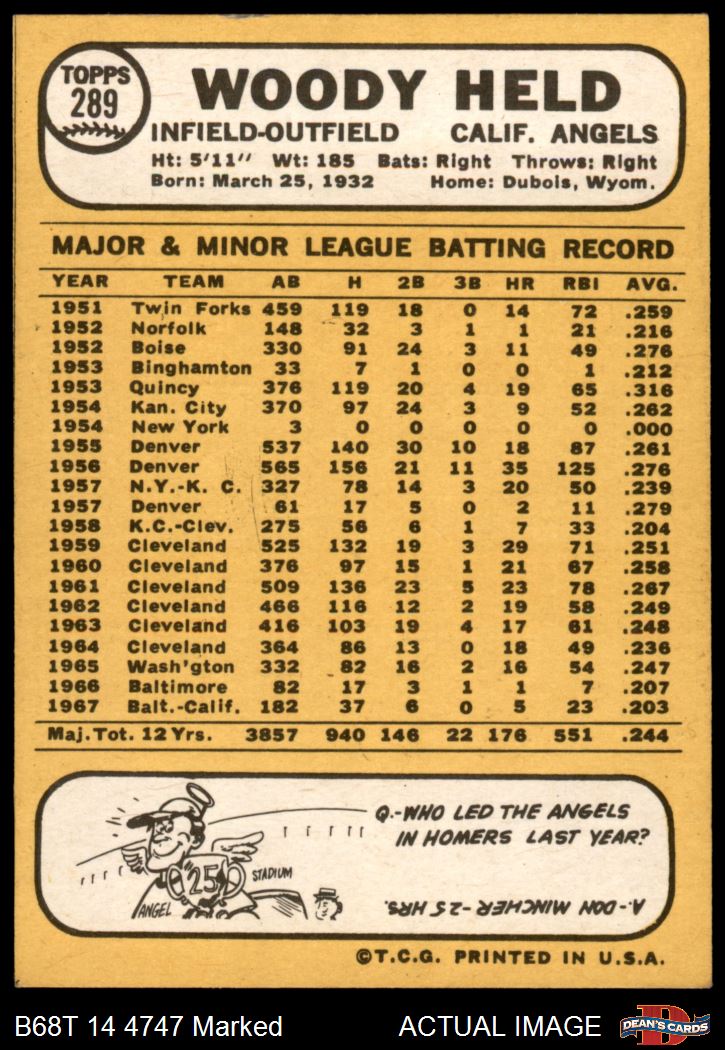 TOPPS
289
WOODY HELD
INFIELD-OUTFIELD CALIF. ANGELS
Ht: 5'11" Wt: 185 Bats: Right Throws: Right
Born: March 25, 1932 Home: Dubois, Wyom.
MAJOR & MINOR LEAGUE BATTING RECORD
YEAR TEAM AB H 2B 3B HR RBI AVG.
1951 Twin Forks 459 119 18 0 14 72 .259
1952 Norfolk 148 32 3 1 1 21 .216
1952 Boise 330 91 24 3 11 49 .276
1953 Binghamton 33 7 1 0 0 1 .212
1953 Quincy 376 119 20 4 19 65 .316
1954 Kan. City 370 97 24 3 9 52 .262
1954 New York 3 0 0 0 0 0 .000
1955 Denver 537 140 30 10 18 87 .261
1956 Denver 565 156 21 11 35 125 .276
1957 N.Y.-K. C. 327 78 14 3 20 50 .239
1957 Denver 61 17 5 0 2 11 .279
1958 K.C.-Clev. 275 56 6 1 7 33 .204
1959 Cleveland 525 132 19 3 29 71 .251
1960 Cleveland 376 97 15 1 21 67 .258
1961 Cleveland 509 136 23 5 23 78 .267
1962 Cleveland 466 116 12 2 19 58 .249
1963 Cleveland 416 103 19 4 17 61 .248
1964 Cleveland 364 86 13 0 18 49 .236
1965 Wash'gton 332 82 16 2 16 54 .247
1966 Baltimore 82 17 3 1 1 7 .207
1967 Balt.-Calif. 182 37 6 0 5 23 .203
Maj. Tot. 12 Yrs. 3857 940 146 22 176 551 .244
Q.-WHO LED THE ANGELS
IN HOMERS LAST YEAR?
25
STADIUM
ANGEL
A-DON MINCHER-25 HRS.
©T.C.G. PRINTED IN U.S.A.
B68T 14 4747 Marked ACTUAL IMAGE
D
DEAN'S CARDS